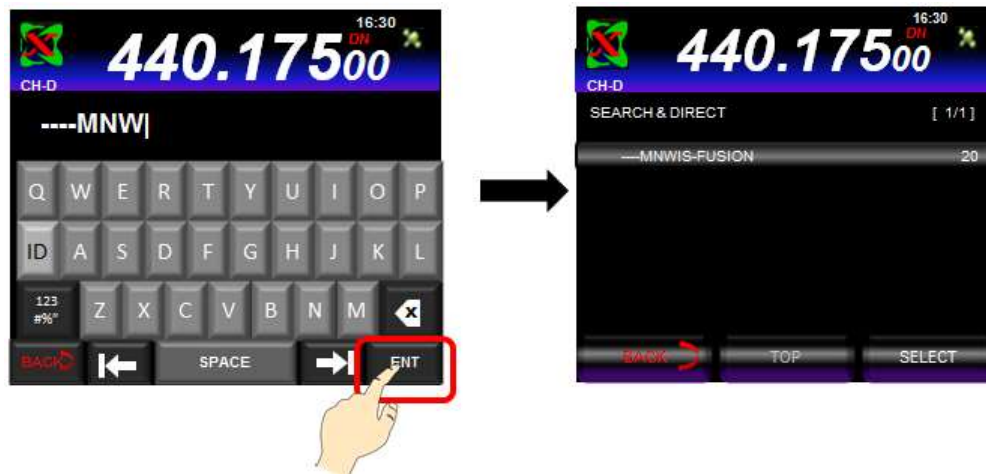 16:30
440.17500
DN
CH-D
----MNW|
Q W E R T Y U I O P
ID A S D F G H J K L
123
#%"
Z X C V B N M X
BACK SPACE ENT
16:30
440.17500
DN
CH-D
SEARCH & DIRECT [ 1/1 ]
----MNWIS-FUSION 20
BACK TOP SELECT